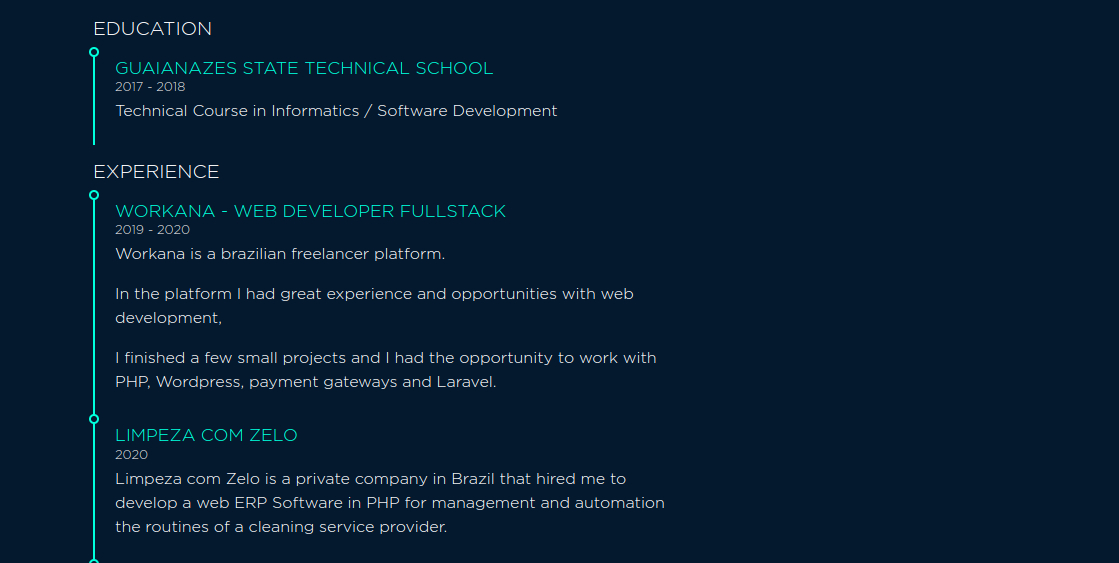 EDUCATION
GUAIANAZES STATE TECHNICAL SCHOOL
2017 - 2018
Technical Course in Informatics / Software Development
EXPERIENCE
WORKANA - WEB DEVELOPER FULLSTACK
2019 - 2020
Workana is a brazilian freelancer platform.
In the platform I had great experience and opportunities with web
development,
I finished a few small projects and I had the opportunity to work with
PHP, Wordpress, payment gateways and Laravel.
LIMPEZA COM ZELO
2020
Limpeza com Zelo is a private company in Brazil that hired me to
develop a web ERP Software in PHP for management and automation
the routines of a cleaning service provider.